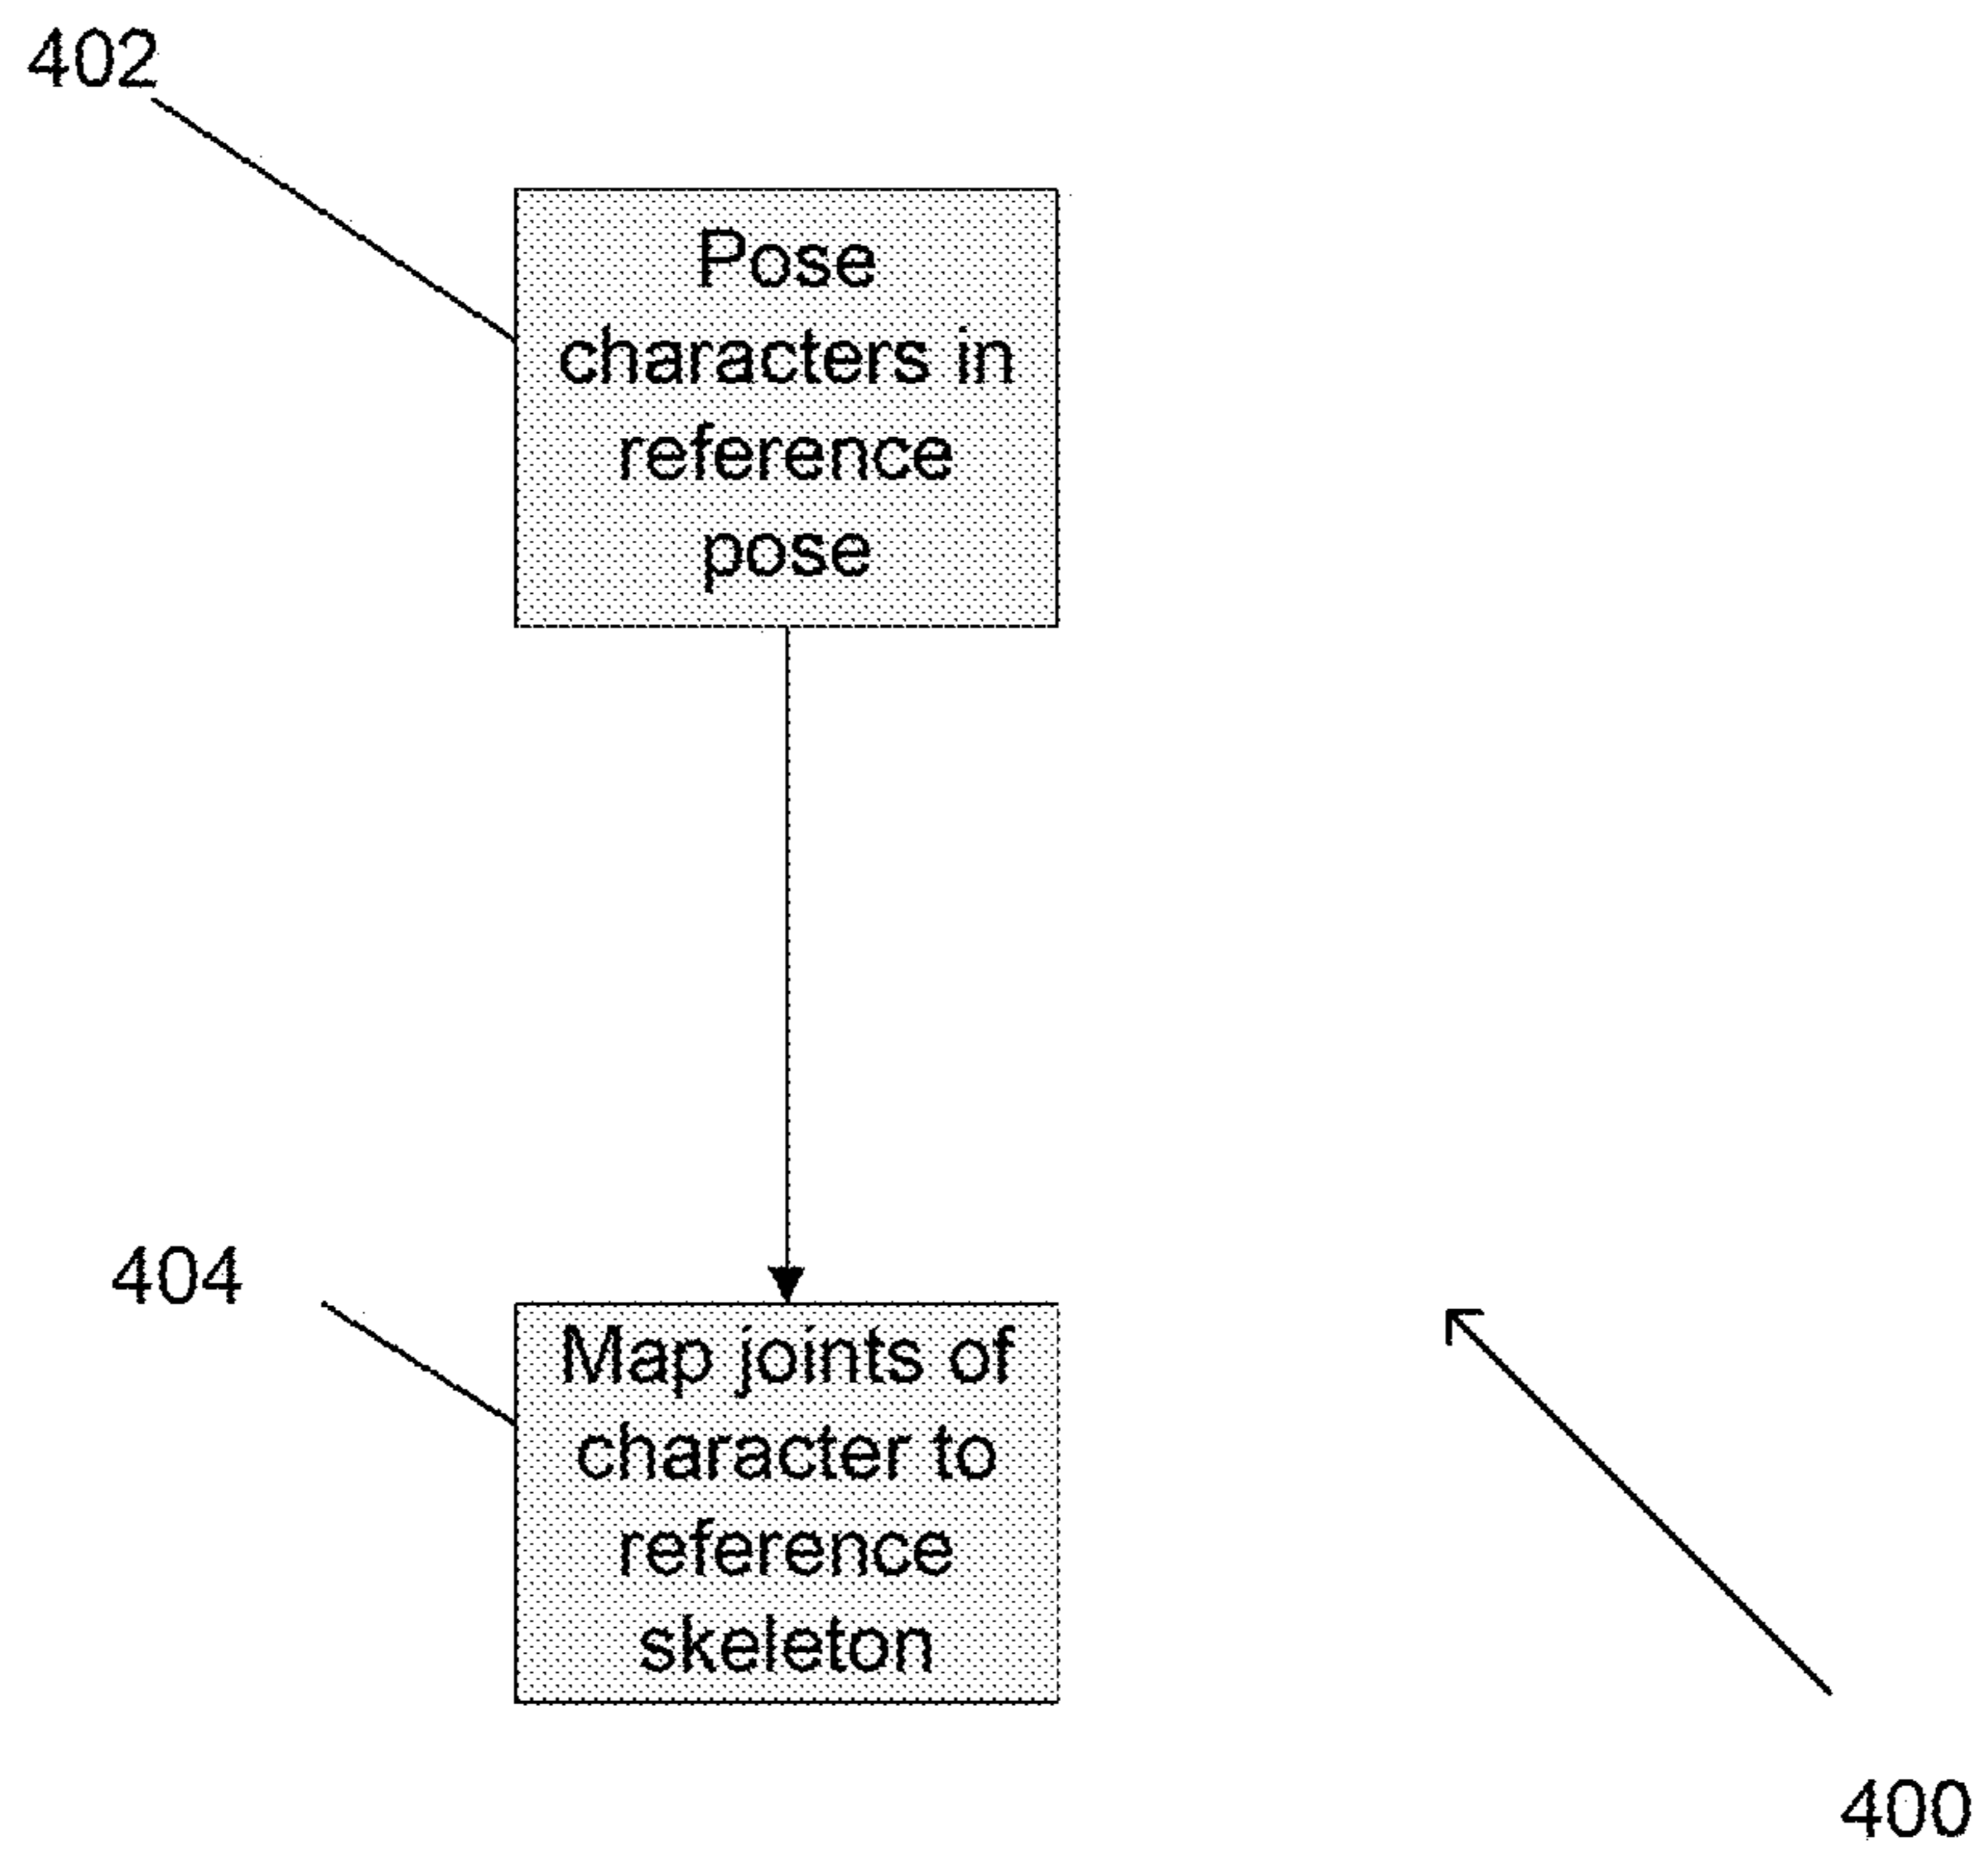 402
Pose
characters in
reference
pose
404
Map joints of
character to
reference
skeleton
400